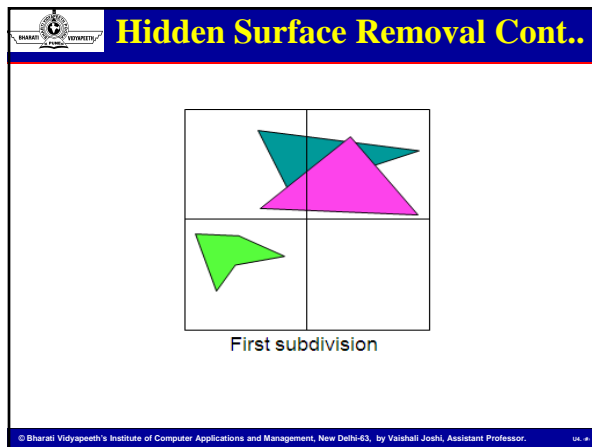 BHARATI VIDYAPEETH
PUNE
Hidden Surface Removal Cont..
First subdivision
© Bharati Vidyapeeth's Institute of Computer Applications and Management, New Delhi-63, by Vaishali Joshi, Assistant Professor.